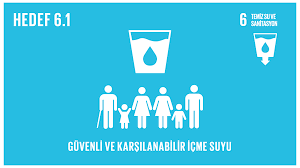 HEDEF 6.1
6 TEMİZ SU VE
SANİTASYON
GÜVENLİ VE KARŞILANABİLİR İÇME SUYU